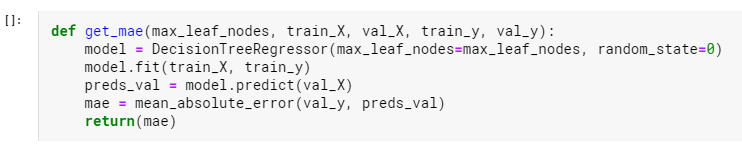 []:
def get_mae(max_leaf_nodes, train_X, val_X, train_y, val_y):
    model = DecisionTreeRegressor(max_leaf_nodes=max_leaf_nodes, random_state=0)
    model.fit(train_X, train_y)
    preds_val = model.predict(val_X)
    mae = mean_absolute_error(val_y, preds_val)
    return(mae)